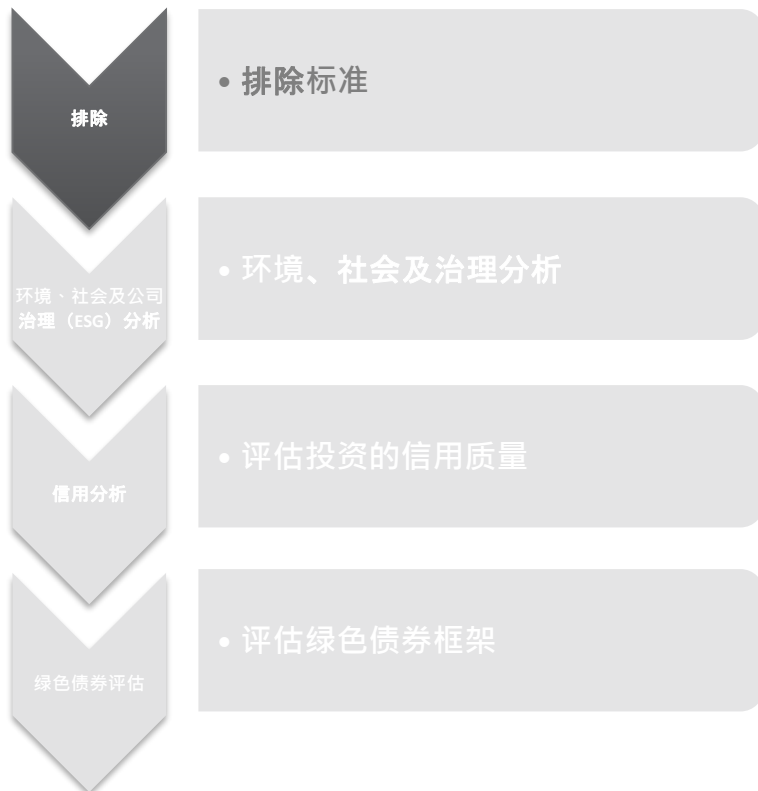 排除
• 排除标准
环境、社会及公司
治理（ESG）分析
• 环境、社会及治理分析
信用分析
• 评估投资的信用质量
绿色债券评估
• 评估绿色债券框架